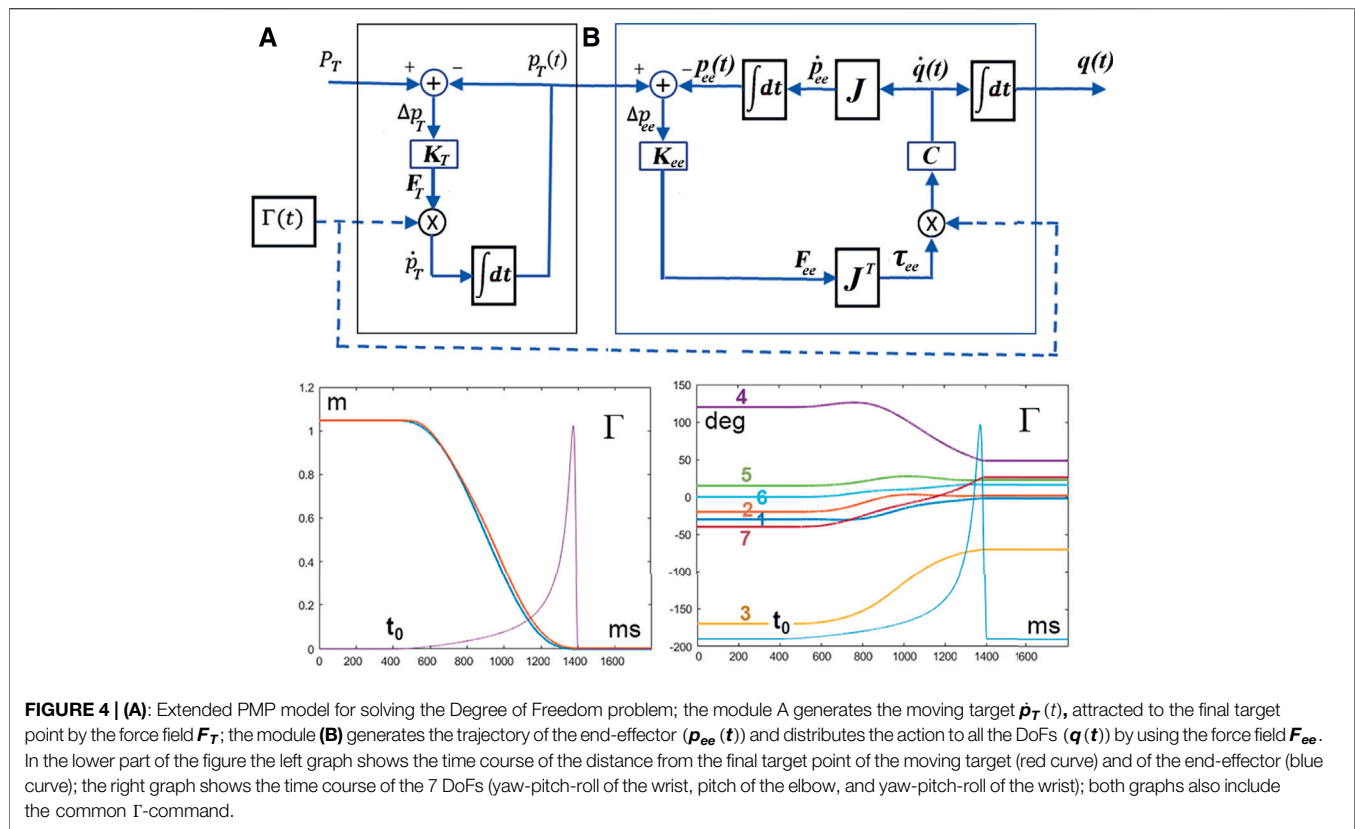 A
B
P_T
+
−
p_T(t)
+
− p_ee(t)
ṗ_ee
q̇(t)
q(t)
+
+
∫dt
J
∫dt
Δp_T
Δp_ee
K_T
K_ee
C
F_T
Γ(t)
X
X
ṗ_T
∫dt
F_ee
J^T
τ_ee
1.2
m
Γ
1
0.8
0.6
0.4
0.2
t₀
ms
0
0 200 400 600 800 1000 1200 1400 1600
150
4
100
deg
Γ
50
5
0
6
2
1
-50
7
-100
-150
3
t₀
ms
-200
0 200 400 600 800 1000 1200 1400 1600
FIGURE 4 | (A): Extended PMP model for solving the Degree of Freedom problem; the module A generates the moving target ṗ_T (t), attracted to the final target
point by the force field F_T; the module (B) generates the trajectory of the end-effector (p_ee (t)) and distributes the action to all the DoFs (q(t)) by using the force field F_ee.
In the lower part of the figure the left graph shows the time course of the distance from the final target point of the moving target (red curve) and of the end-effector (blue
curve); the right graph shows the time course of the 7 DoFs (yaw-pitch-roll of the wrist, pitch of the elbow, and yaw-pitch-roll of the wrist); both graphs also include
the common Γ-command.